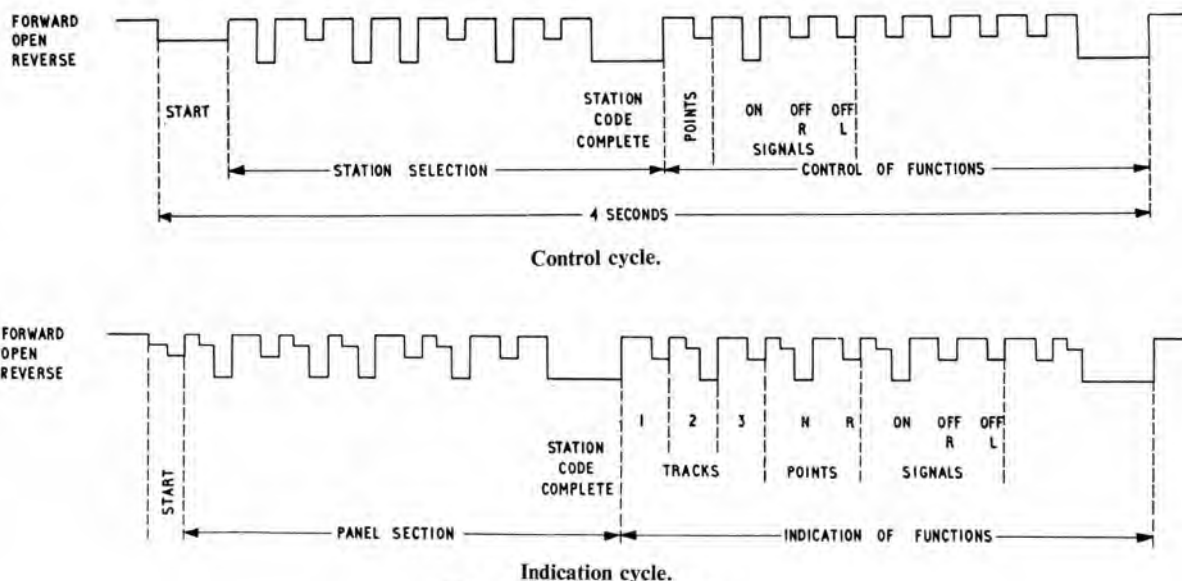 FORWARD
OPEN
REVERSE
START
STATION
CODE
COMPLETE
POINTS
ON OFF OFF
R L
SIGNALS
STATION SELECTION
CONTROL OF FUNCTIONS
4 SECONDS
Control cycle.
FORWARD
OPEN
REVERSE
START
STATION
CODE
COMPLETE
1 2 3 N R ON OFF OFF
R L
TRACKS POINTS SIGNALS
PANEL SECTION
INDICATION OF FUNCTIONS
Indication cycle.